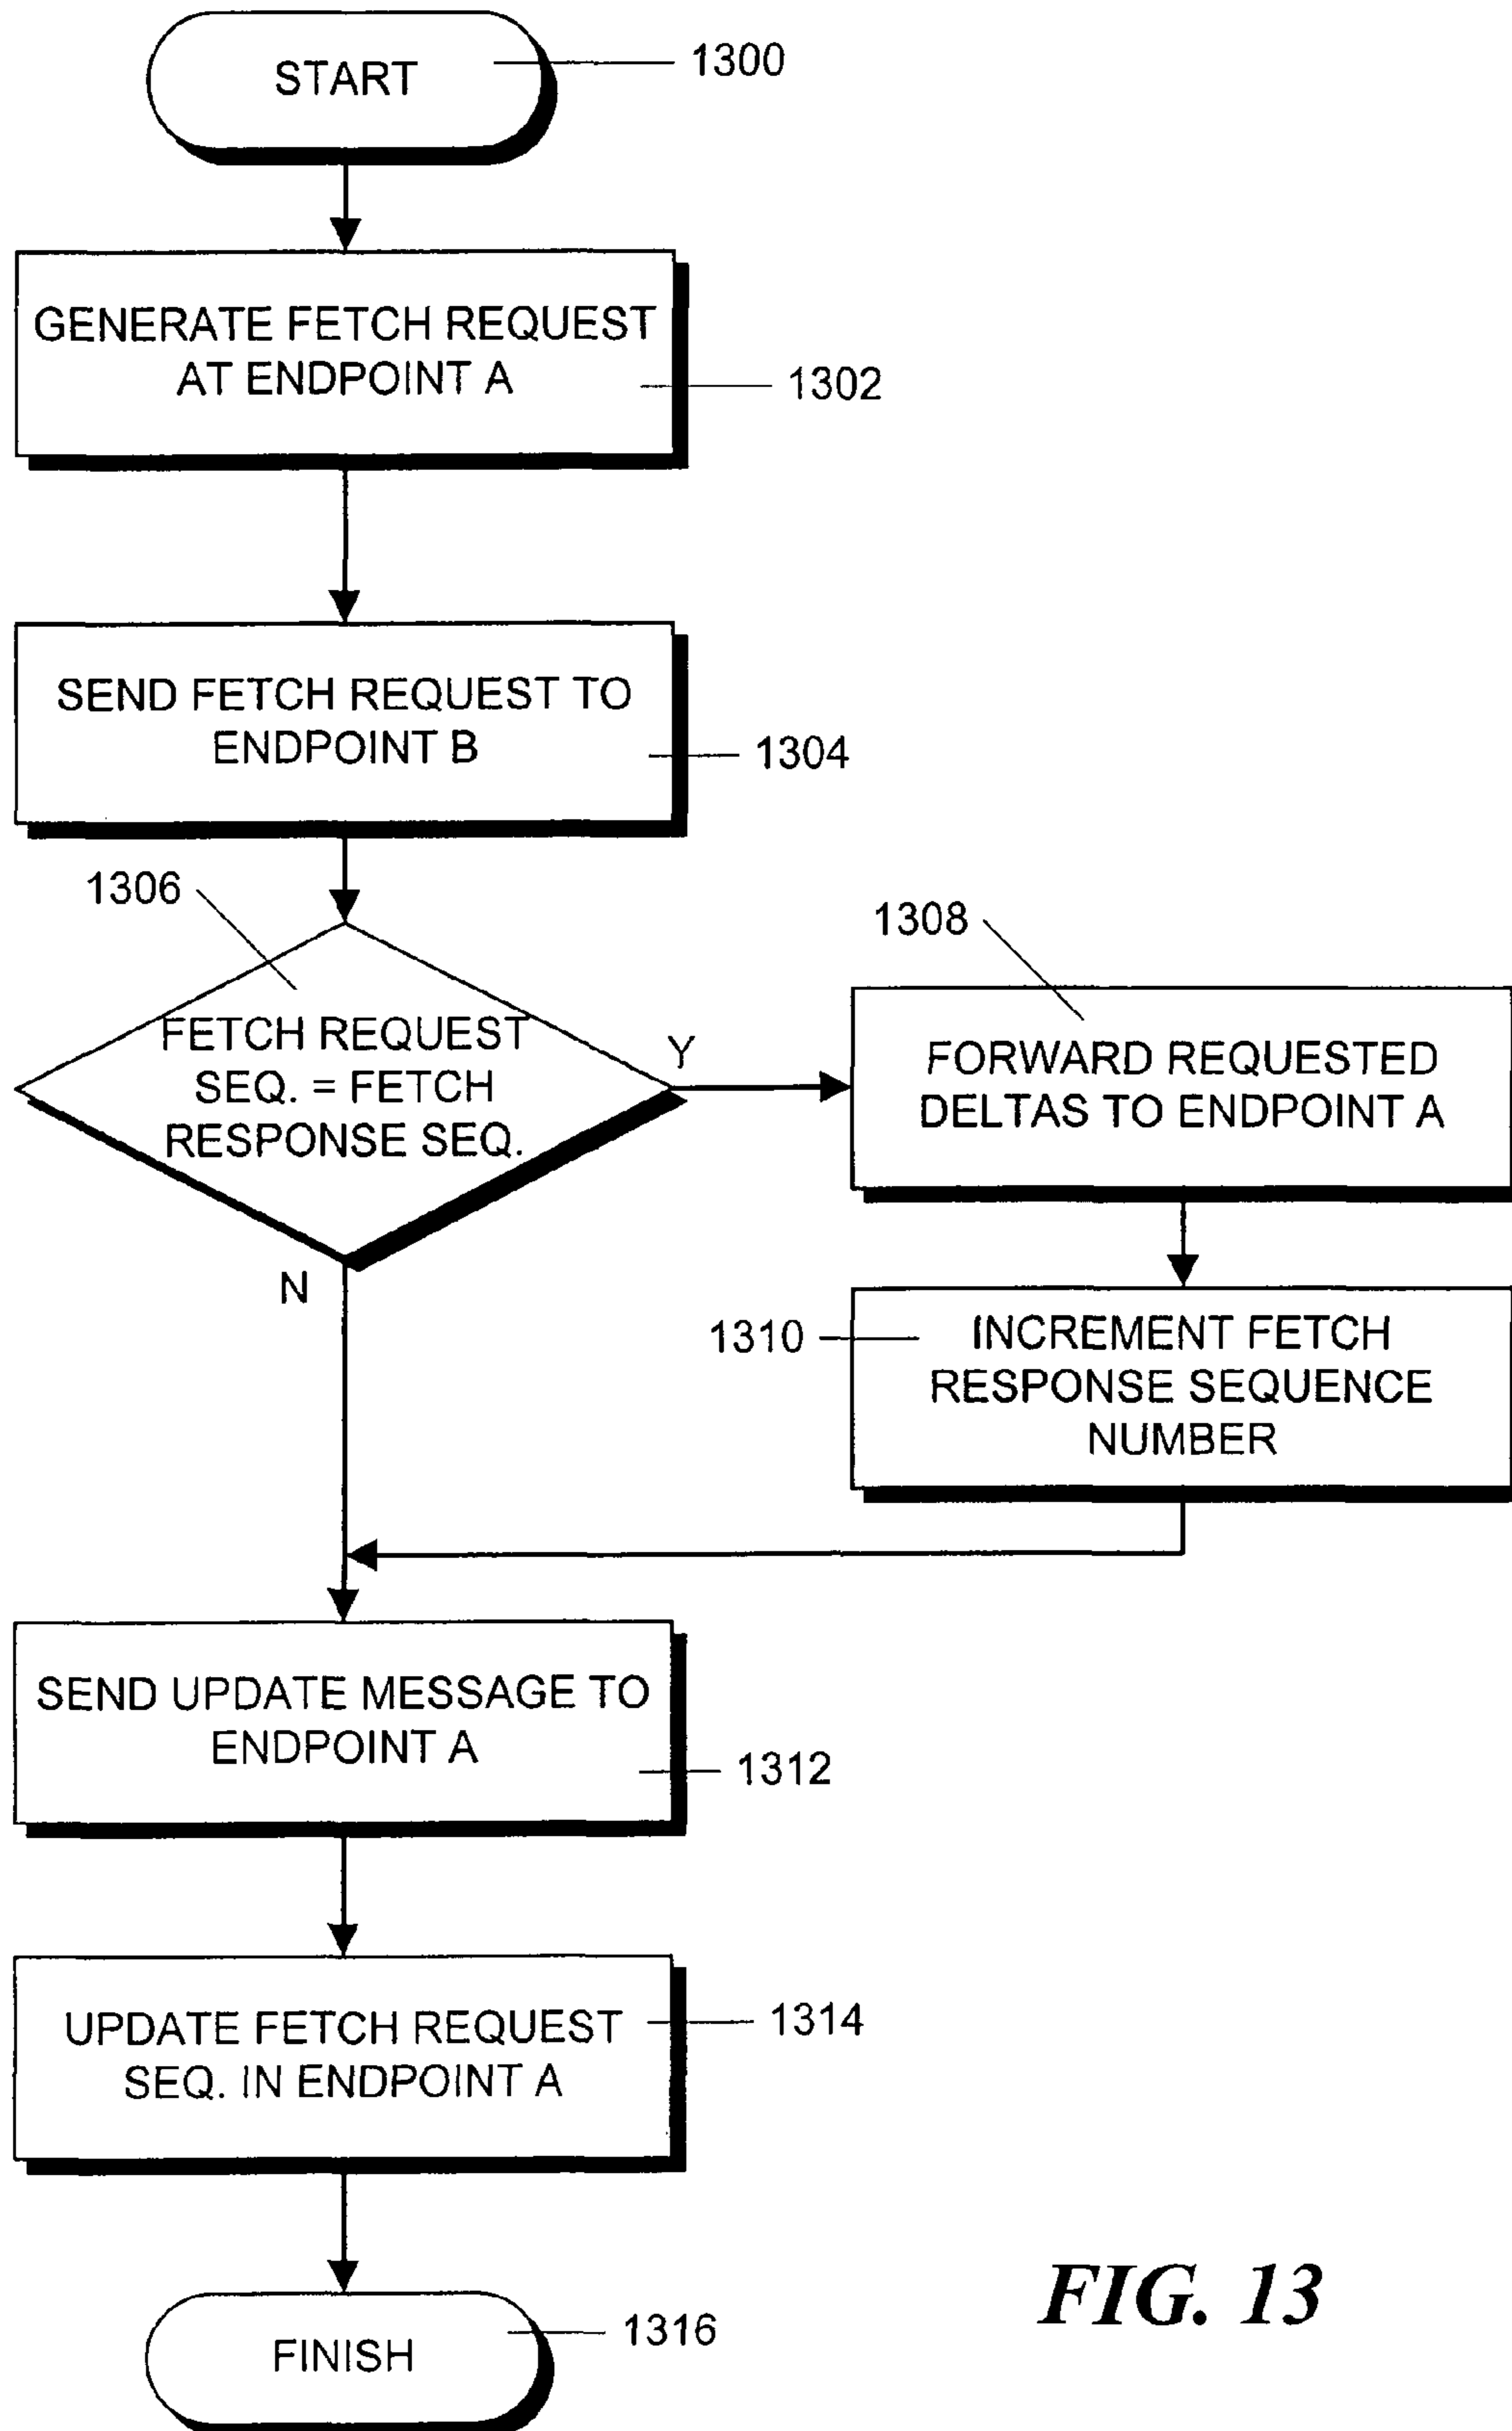 START
1300
GENERATE FETCH REQUEST
AT ENDPOINT A
1302
SEND FETCH REQUEST TO
ENDPOINT B
1304
1306
FETCH REQUEST
SEQ. = FETCH
RESPONSE SEQ.
Y
N
1308
FORWARD REQUESTED
DELTAS TO ENDPOINT A
1310
INCREMENT FETCH
RESPONSE SEQUENCE
NUMBER
SEND UPDATE MESSAGE TO
ENDPOINT A
1312
UPDATE FETCH REQUEST
SEQ. IN ENDPOINT A
1314
FINISH
1316
FIG. 13